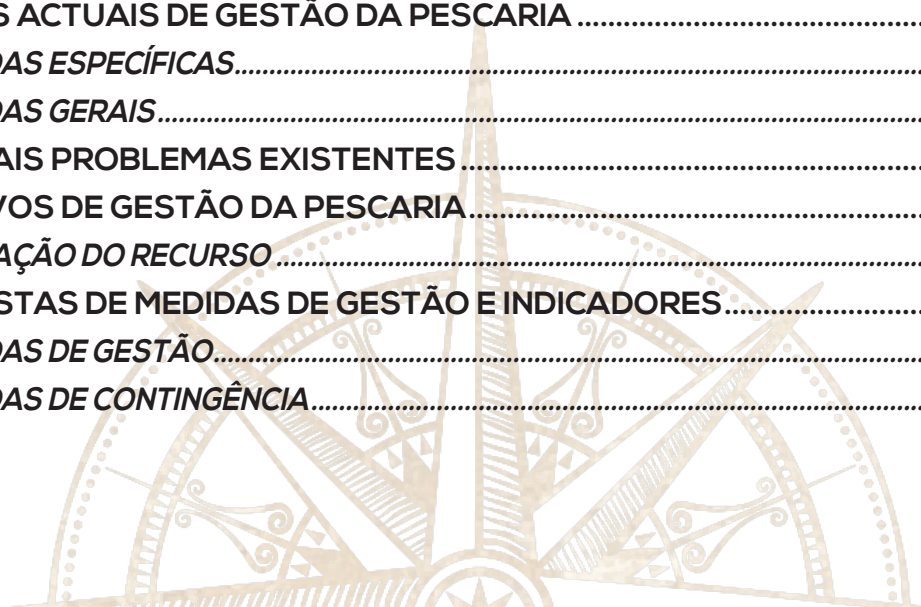 S ACTUAIS DE GESTÃO DA PESCARIA
DAS ESPECÍFICAS
DAS GERAIS
AIS PROBLEMAS EXISTENTES
VOS DE GESTÃO DA PESCARIA
AÇÃO DO RECURSO
STAS DE MEDIDAS DE GESTÃO E INDICADORES
DAS DE GESTÃO
DAS DE CONTINGÊNCIA